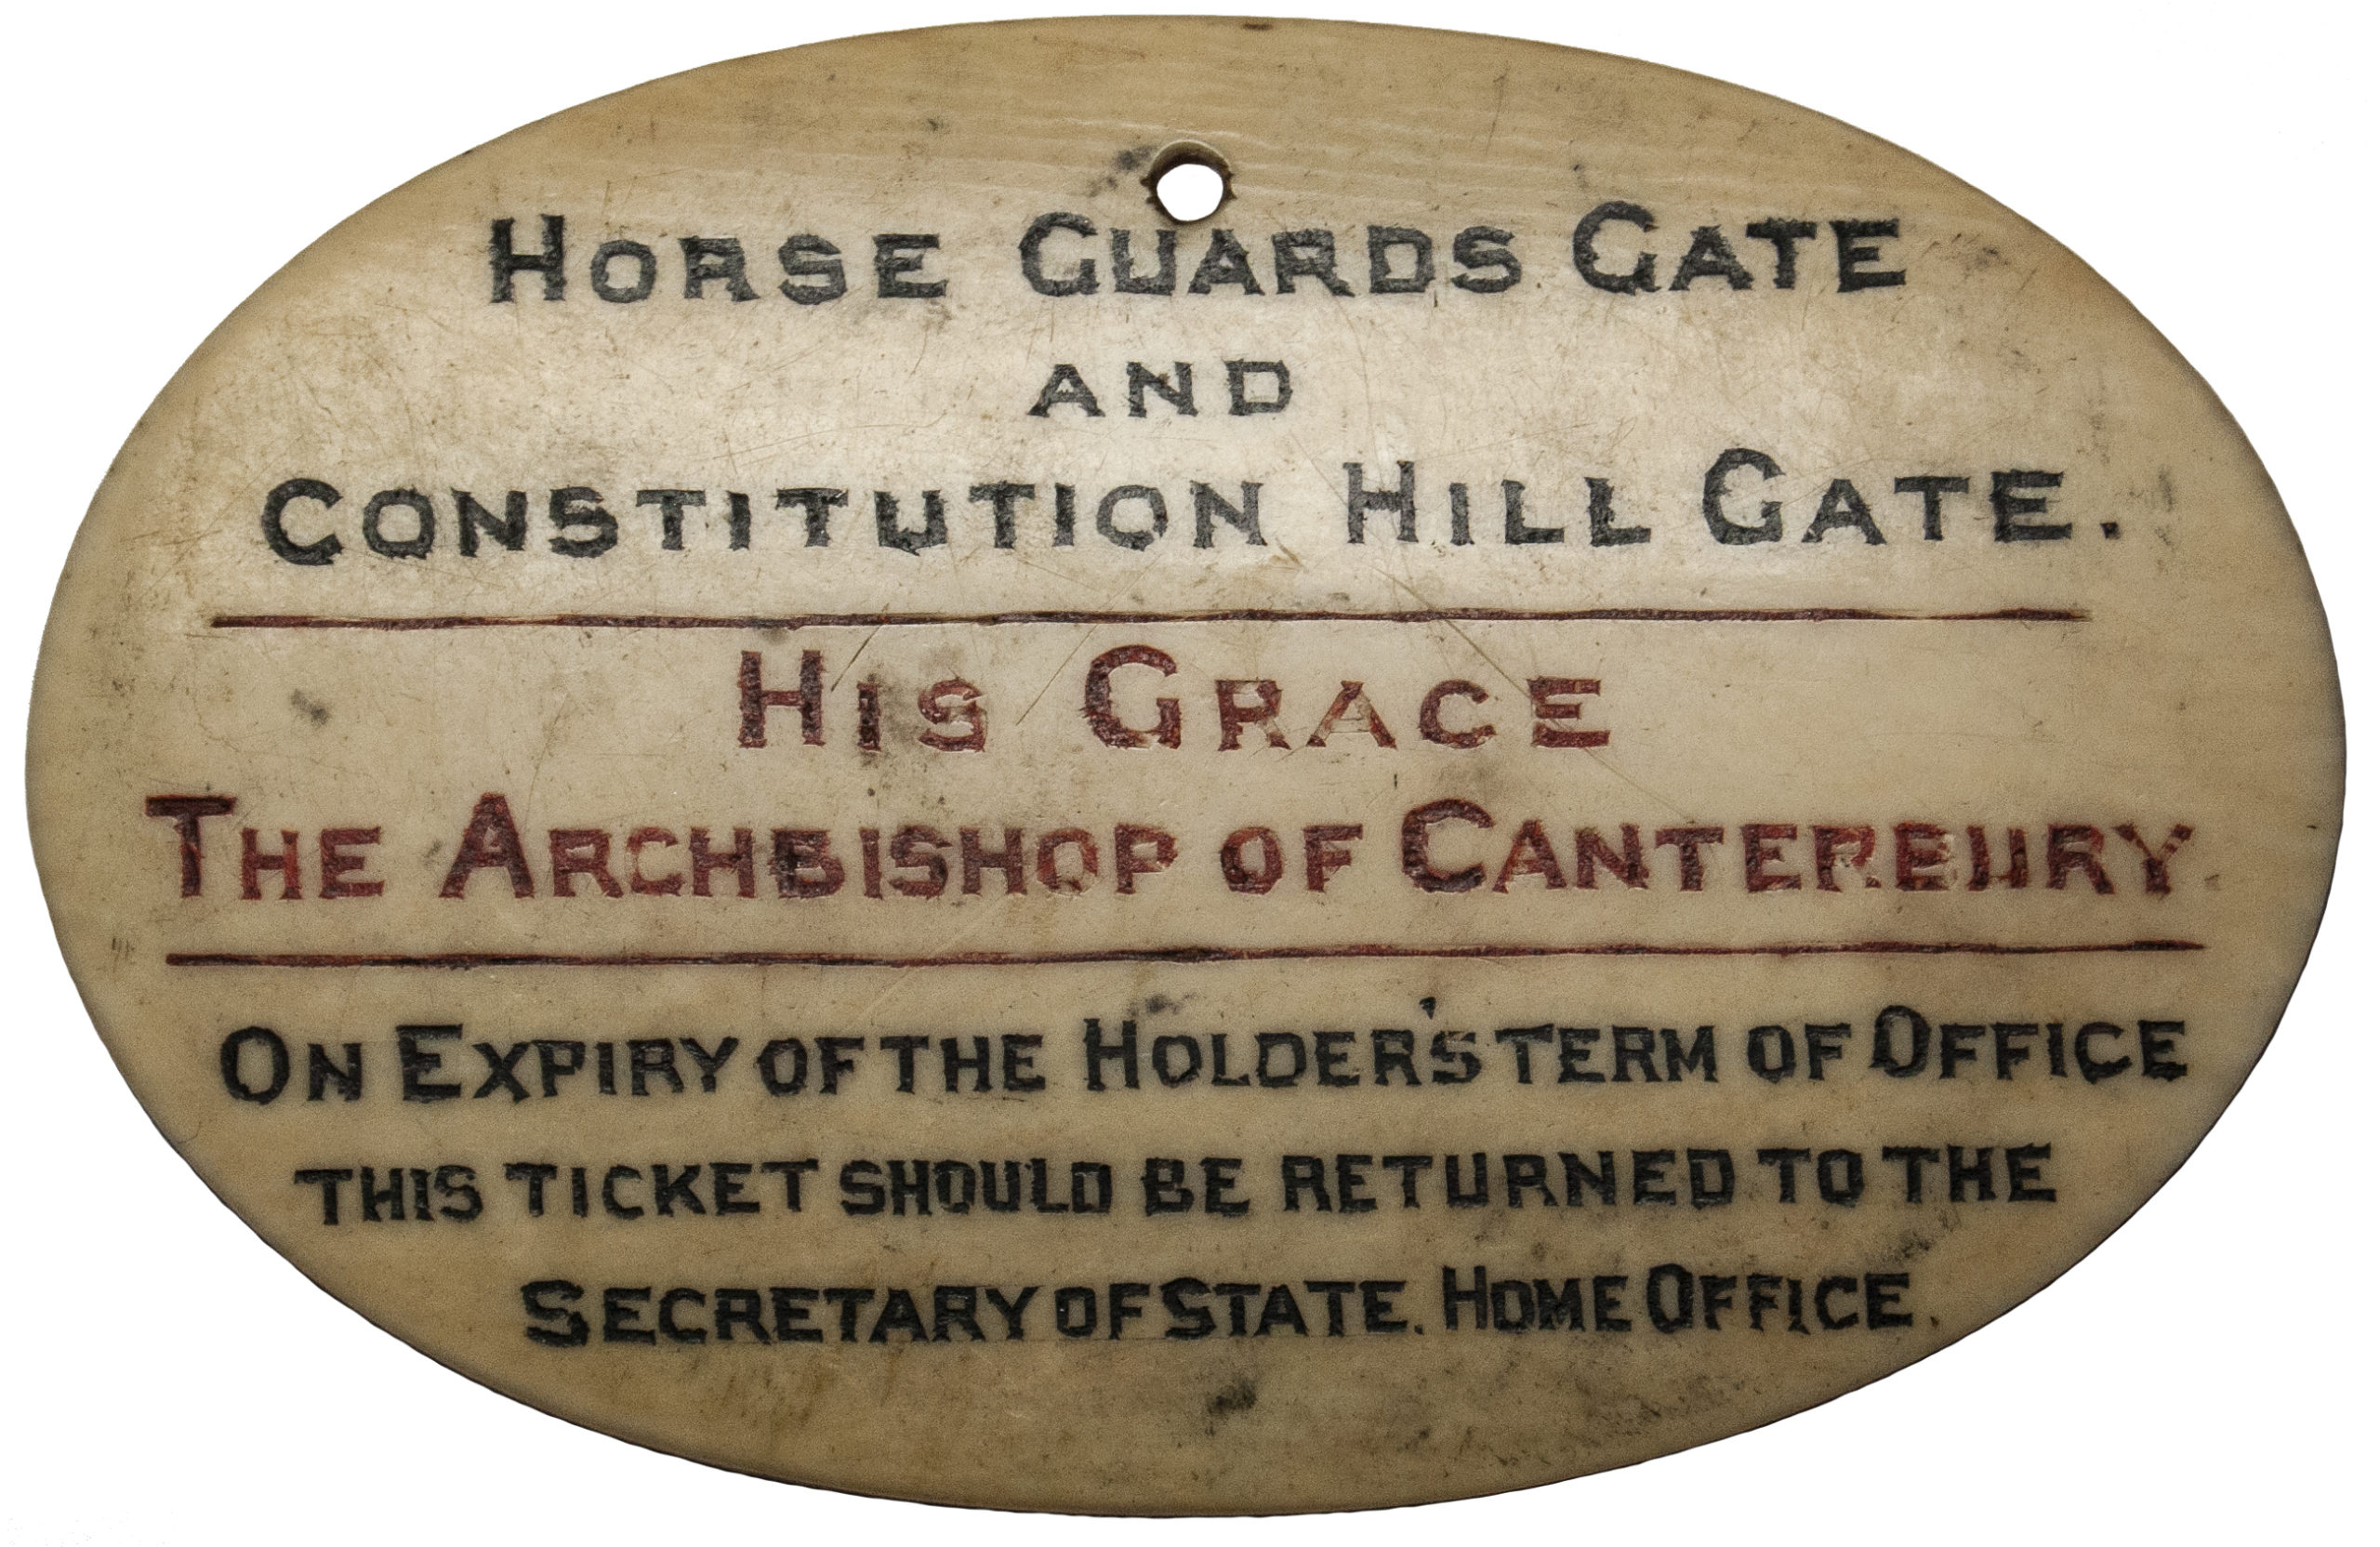 HORSE GUARDS GATE
AND
CONSTITUTION HILL GATE.
HIS GRACE
THE ARCHBISHOP OF CANTERBURY.
ON EXPIRY OF THE HOLDER'S TERM OF OFFICE
THIS TICKET SHOULD BE RETURNED TO THE
SECRETARY OF STATE. HOME OFFICE.